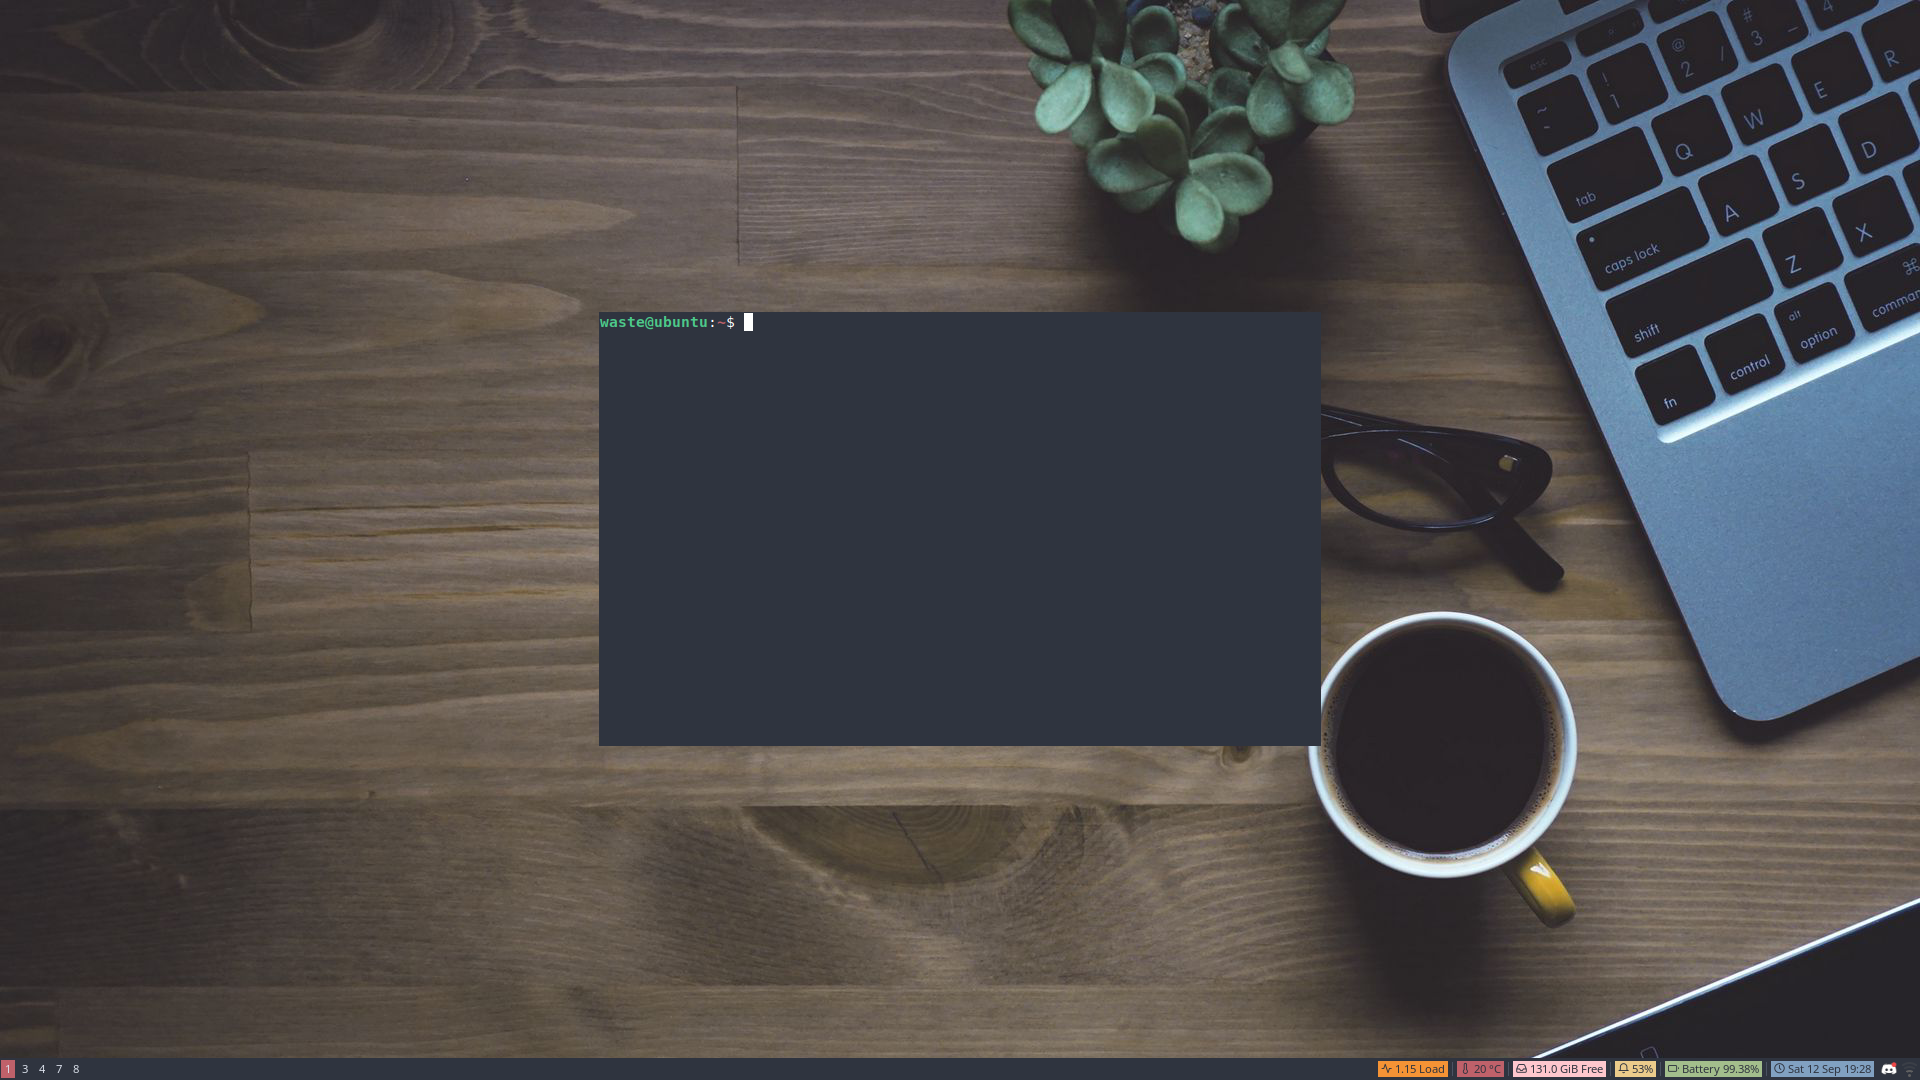 esc
~
-
!
1
@
2
/
#
3
_
4
tab
Q
W
E
R
caps lock
A
S
D
shift
Z
X
fn
control
alt
option
⌘
waste@ubuntu:~$
1 3 4 7 8
1.15 Load
20 °C
131.0 GiB Free
53%
Battery 99.38%
Sat 12 Sep 19:28